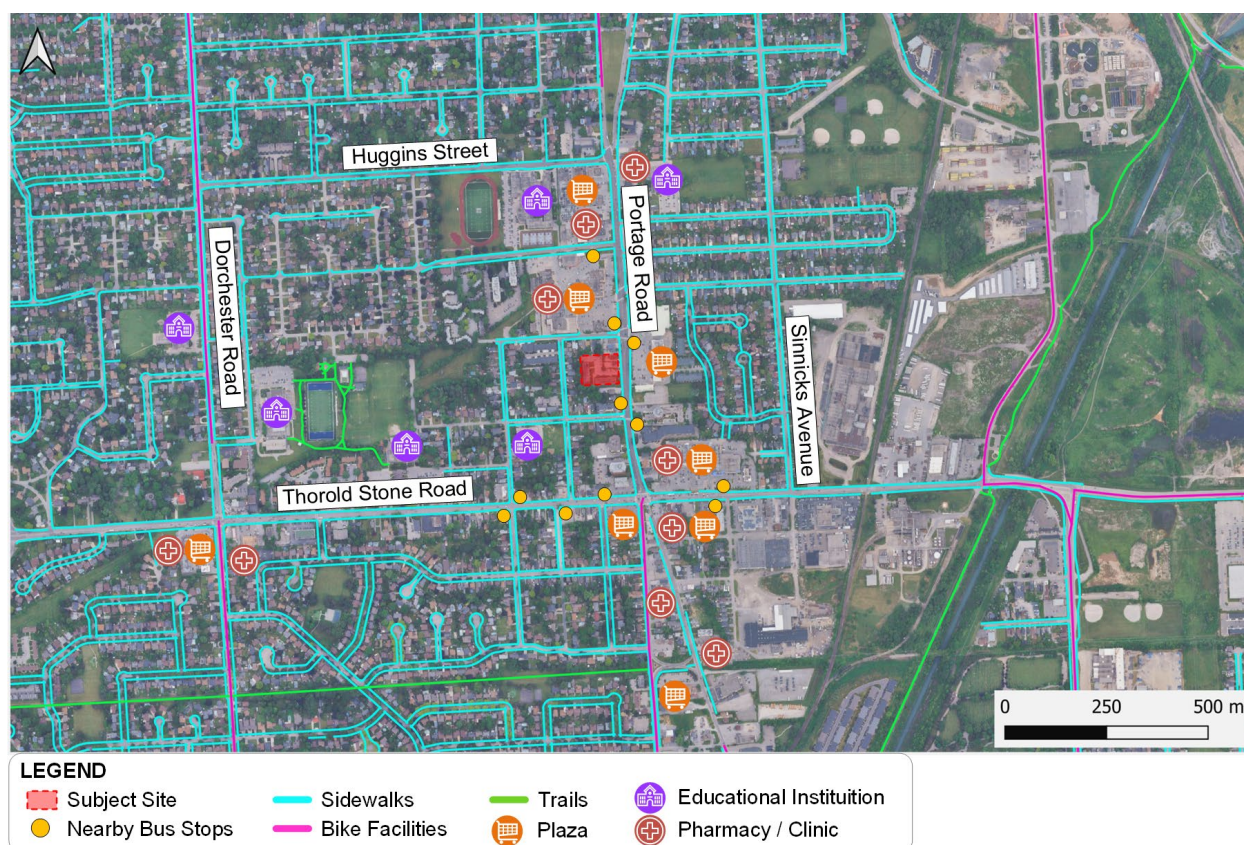 Huggins Street
Portage Road
Dorchester Road
Sinnicks Avenue
Thorold Stone Road
0 250 500 m
LEGEND
Subject Site
Sidewalks
Trails
Educational Instituition
Nearby Bus Stops
Bike Facilities
Plaza
Pharmacy / Clinic